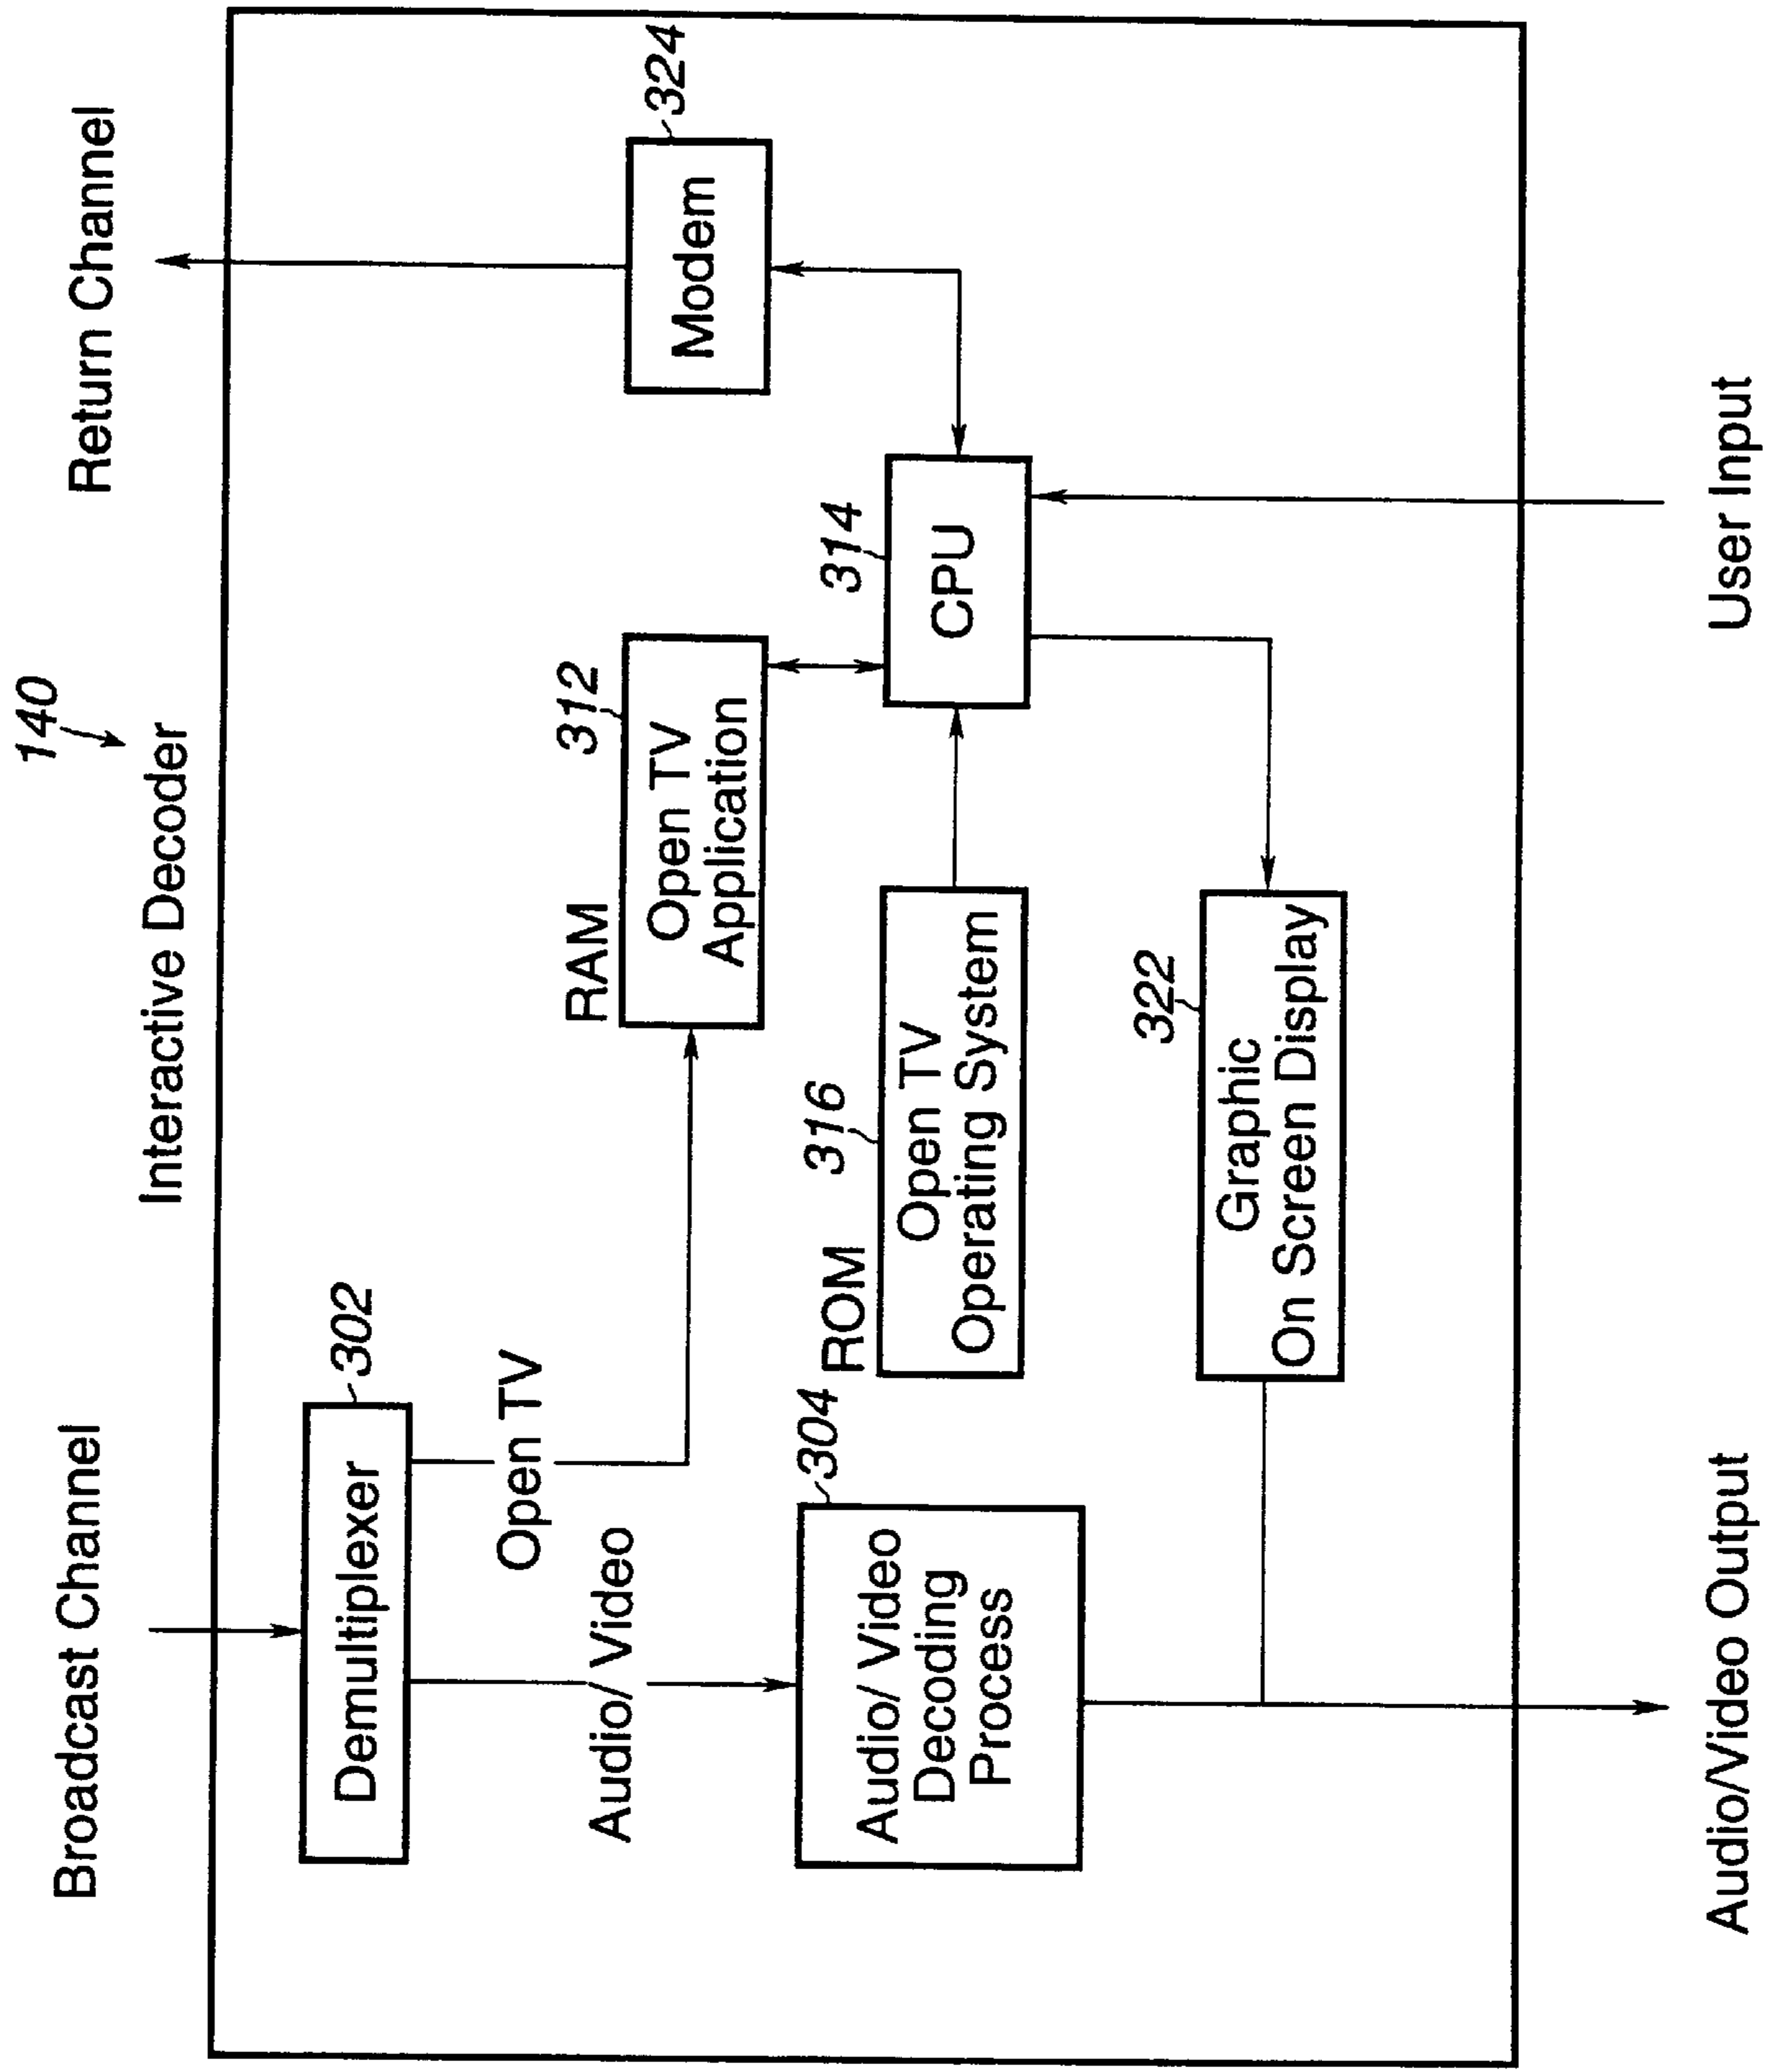 140
Interactive Decoder
Broadcast Channel
Return Channel
Demultiplexer
302
Open TV
Audio/ Video
RAM
312
Open TV
Application
Modem
324
Audio/ Video
Decoding
Process
304
ROM
316
Open TV
Operating System
CPU
314
322
Graphic
On Screen Display
Audio/Video Output
User Input